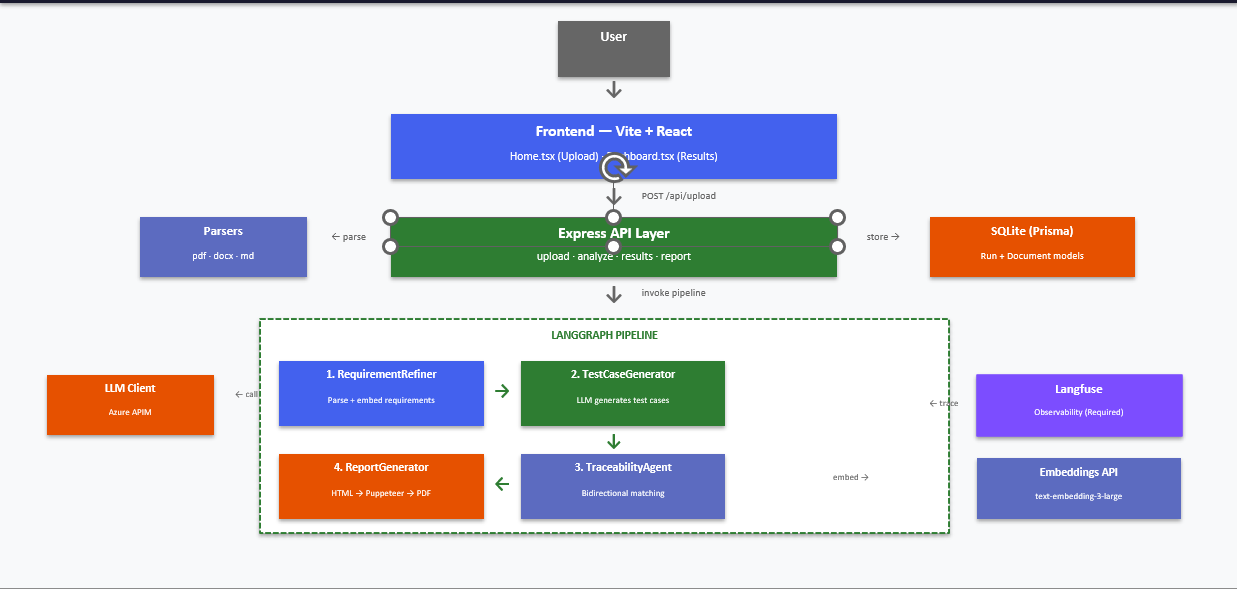 User
Frontend — Vite + React
Home.tsx (Upload) · hboard.tsx (Results)
POST /api/upload
Parsers
pdf · docx · md
← parse
Express API Layer
upload · analyze · results · report
store →
SQLite (Prisma)
Run + Document models
invoke pipeline
LANGGRAPH PIPELINE
1. RequirementRefiner
Parse + embed requirements
2. TestCaseGenerator
LLM generates test cases
LLM Client
Azure APIM
← call
← trace
Langfuse
Observability (Required)
4. ReportGenerator
HTML → Puppeteer → PDF
3. TraceabilityAgent
Bidirectional matching
embed →
Embeddings API
text-embedding-3-large